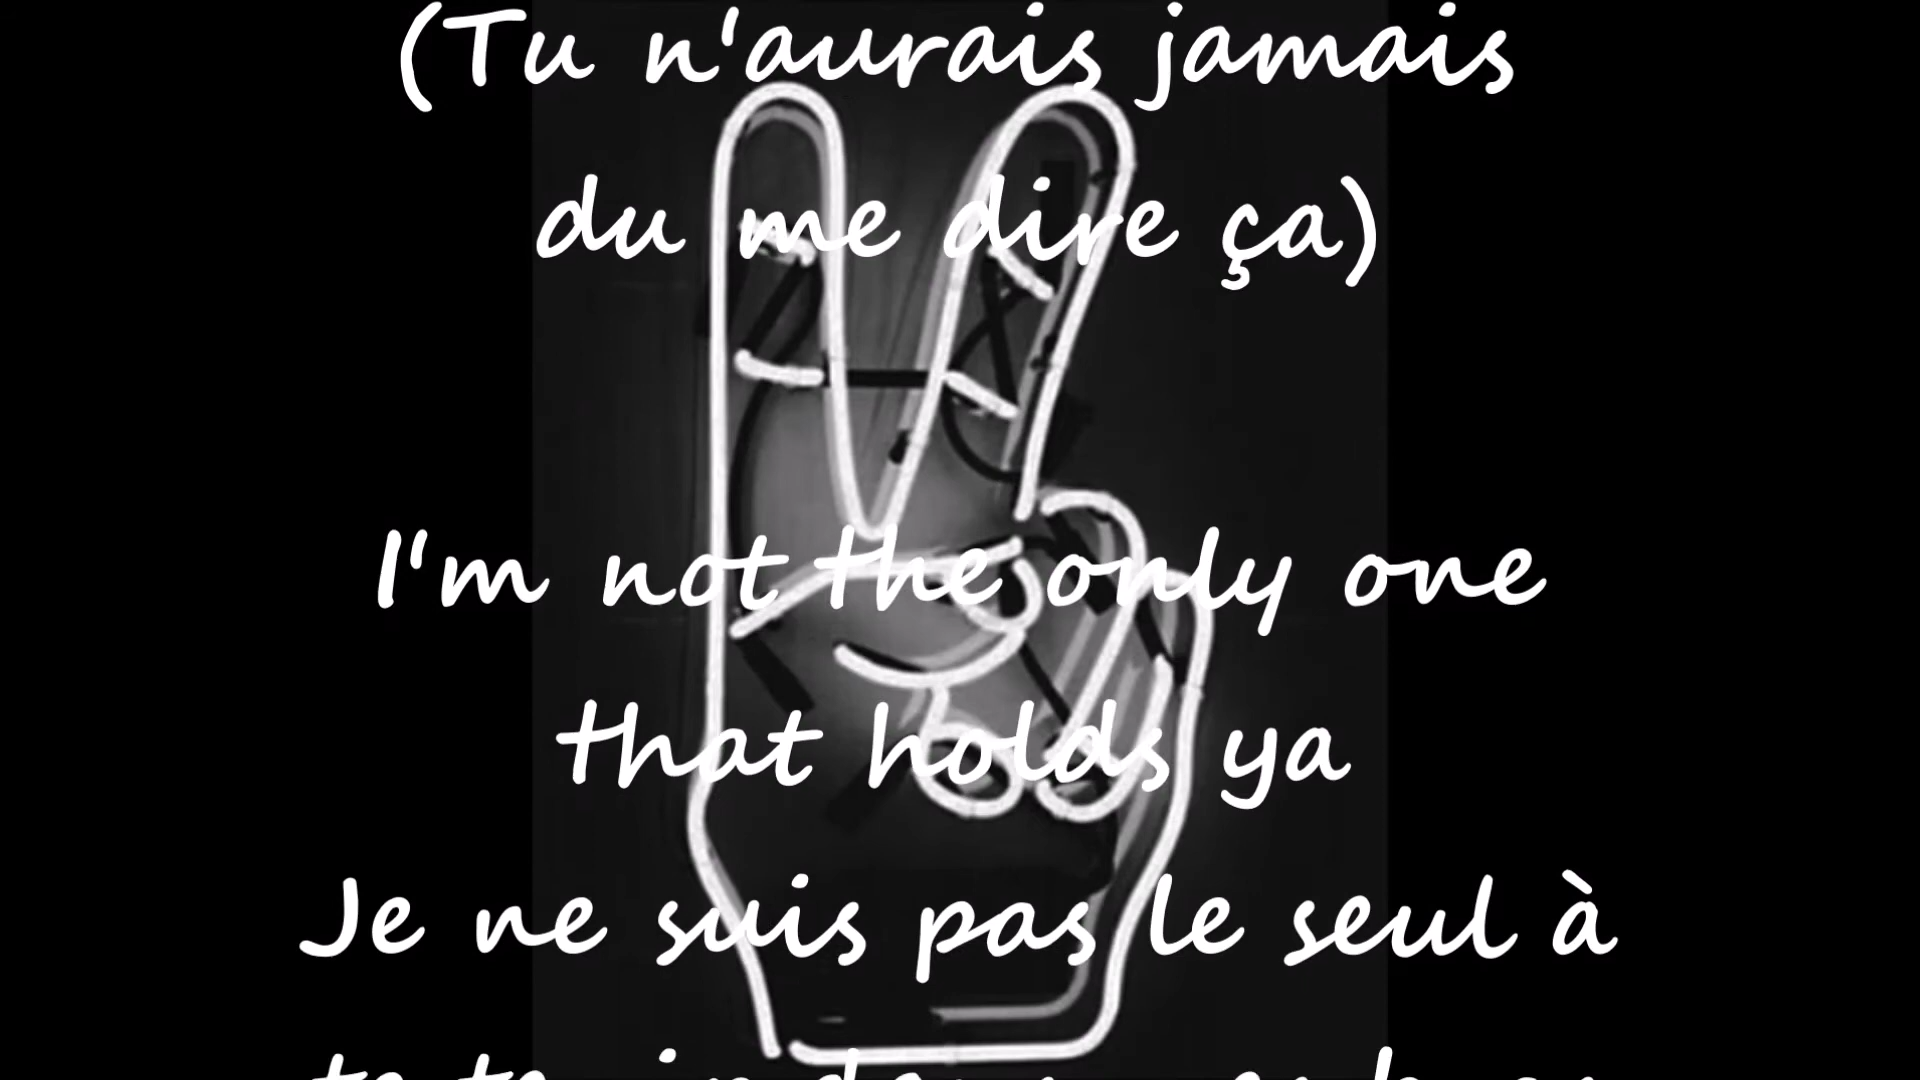 (Tu n'aurais jamais
du me dire ça)
I'm not the only one
that holds ya
Je ne suis pas le seul à